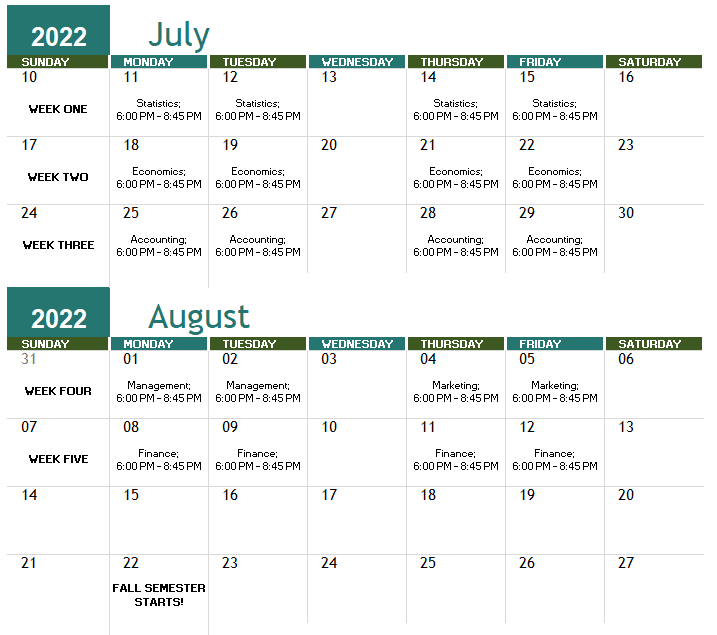 2022 July
SUNDAY MONDAY TUESDAY WEDNESDAY THURSDAY FRIDAY SATURDAY
10 11 12 13 14 15 16
WEEK ONE Statistics; Statistics; Statistics; Statistics;
6:00 PM - 8:45 PM 6:00 PM - 8:45 PM 6:00 PM - 8:45 PM 6:00 PM - 8:45 PM
17 18 19 20 21 22 23
WEEK TWO Economics; Economics; Economics; Economics;
6:00 PM - 8:45 PM 6:00 PM - 8:45 PM 6:00 PM - 8:45 PM 6:00 PM - 8:45 PM
24 25 26 27 28 29 30
WEEK THREE Accounting; Accounting; Accounting; Accounting;
6:00 PM - 8:45 PM 6:00 PM - 8:45 PM 6:00 PM - 8:45 PM 6:00 PM - 8:45 PM
2022 August
SUNDAY MONDAY TUESDAY WEDNESDAY THURSDAY FRIDAY SATURDAY
31 01 02 03 04 05 06
WEEK FOUR Management; Management; Marketing; Marketing;
6:00 PM - 8:45 PM 6:00 PM - 8:45 PM 6:00 PM - 8:45 PM 6:00 PM - 8:45 PM
07 08 09 10 11 12 13
WEEK FIVE Finance; Finance; Finance; Finance;
6:00 PM - 8:45 PM 6:00 PM - 8:45 PM 6:00 PM - 8:45 PM 6:00 PM - 8:45 PM
14 15 16 17 18 19 20
21 22 23 24 25 26 27
FALL SEMESTER
STARTS!